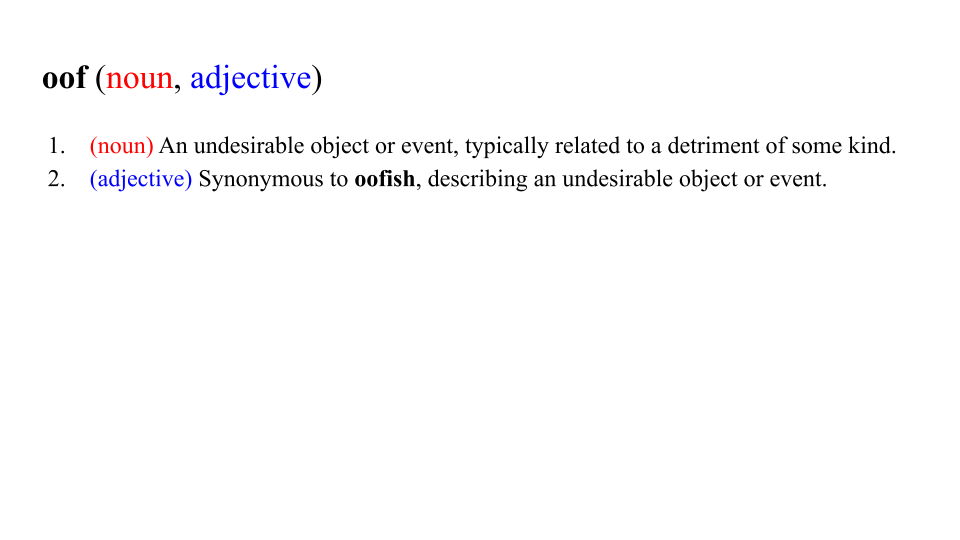 oof (noun, adjective)
1. (noun) An undesirable object or event, typically related to a detriment of some kind.
2. (adjective) Synonymous to oofish, describing an undesirable object or event.